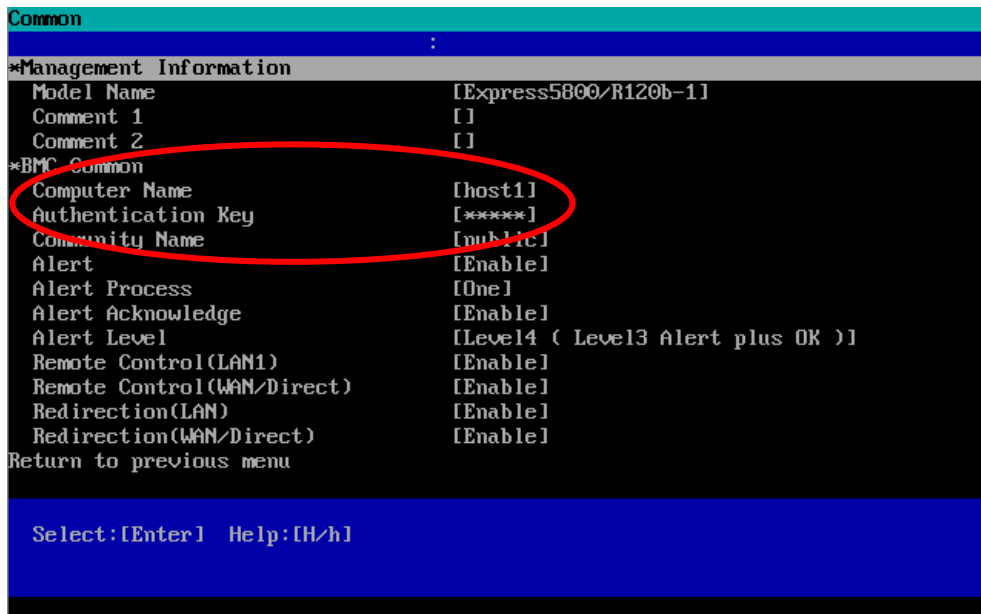 Common
:
*Management Information
Model Name [Express5800/R120b-1]
Comment 1 []
Comment 2 []
*BMC Common
Computer Name [host1]
Authentication Key [*****]
Community Name [public]
Alert [Enable]
Alert Process [One]
Alert Acknowledge [Enable]
Alert Level [Level4 ( Level3 Alert plus OK )]
Remote Control(LAN1) [Enable]
Remote Control(WAN/Direct) [Enable]
Redirection(LAN) [Enable]
Redirection(WAN/Direct) [Enable]
Return to previous menu
Select:[Enter] Help:[H/h]